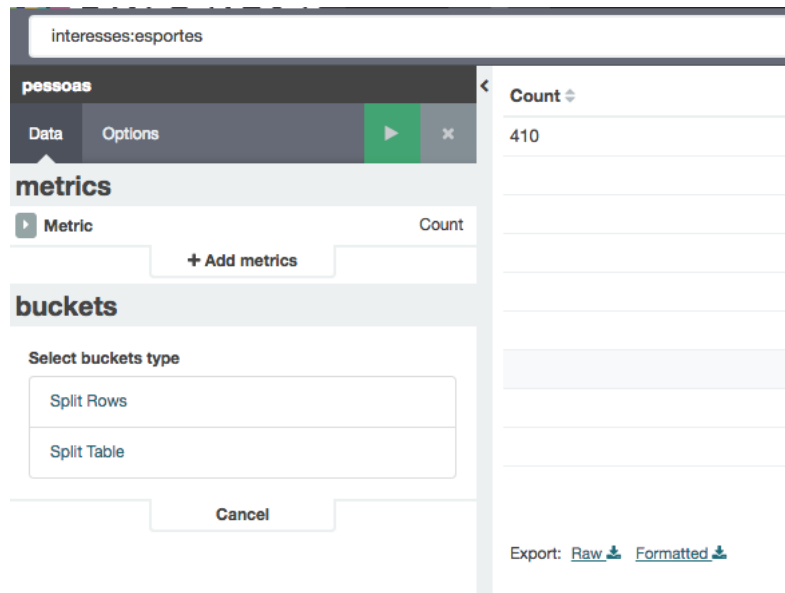 interesses:esportes
pessoas
Data Options
metrics
Metric Count
+ Add metrics
buckets
Select buckets type
Split Rows
Split Table
Cancel
Count
410
Export: Raw Formatted